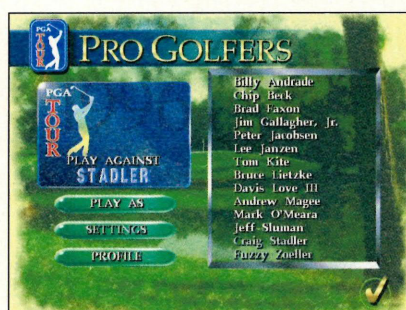 PGA
TOUR
PRO GOLFERS
PGA
TOUR
PLAY AGAINST
STADLER
PLAY AS
SETTINGS
PROFILE
Billy Andrade
Chip Beck
Brad Faxon
Jim Gallagher, Jr.
Peter Jacobsen
Lee Janzen
Tom Kite
Bruce Lietzke
Davis Love III
Andrew Magee
Mark O'Meara
Jeff Sluman
Craig Stadler
Fuzzy Zoeller